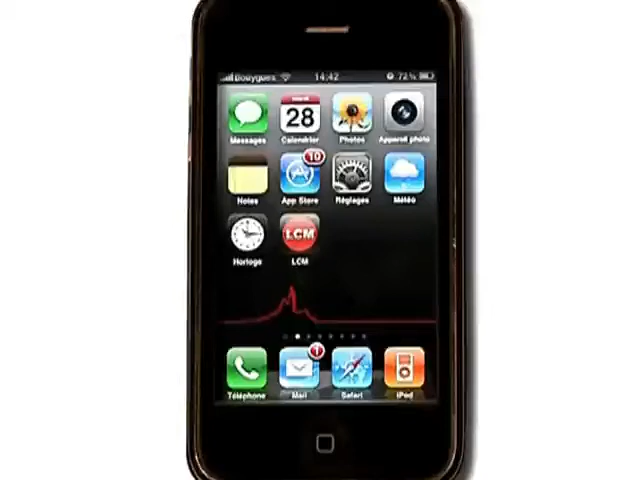 Bouygues 14:42 72 %
28
Messages Calendrier Photos Appareil photo
10
Notes App Store Réglages Météo
LCM
Horloge LCM
1
Téléphone Mail Safari iPod